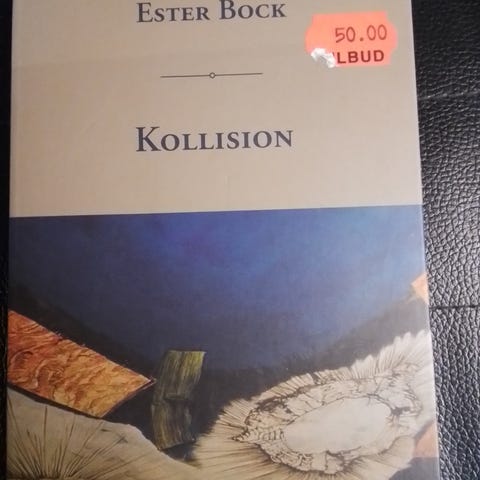 Ester Bock
50.00
LBUD
Kollision